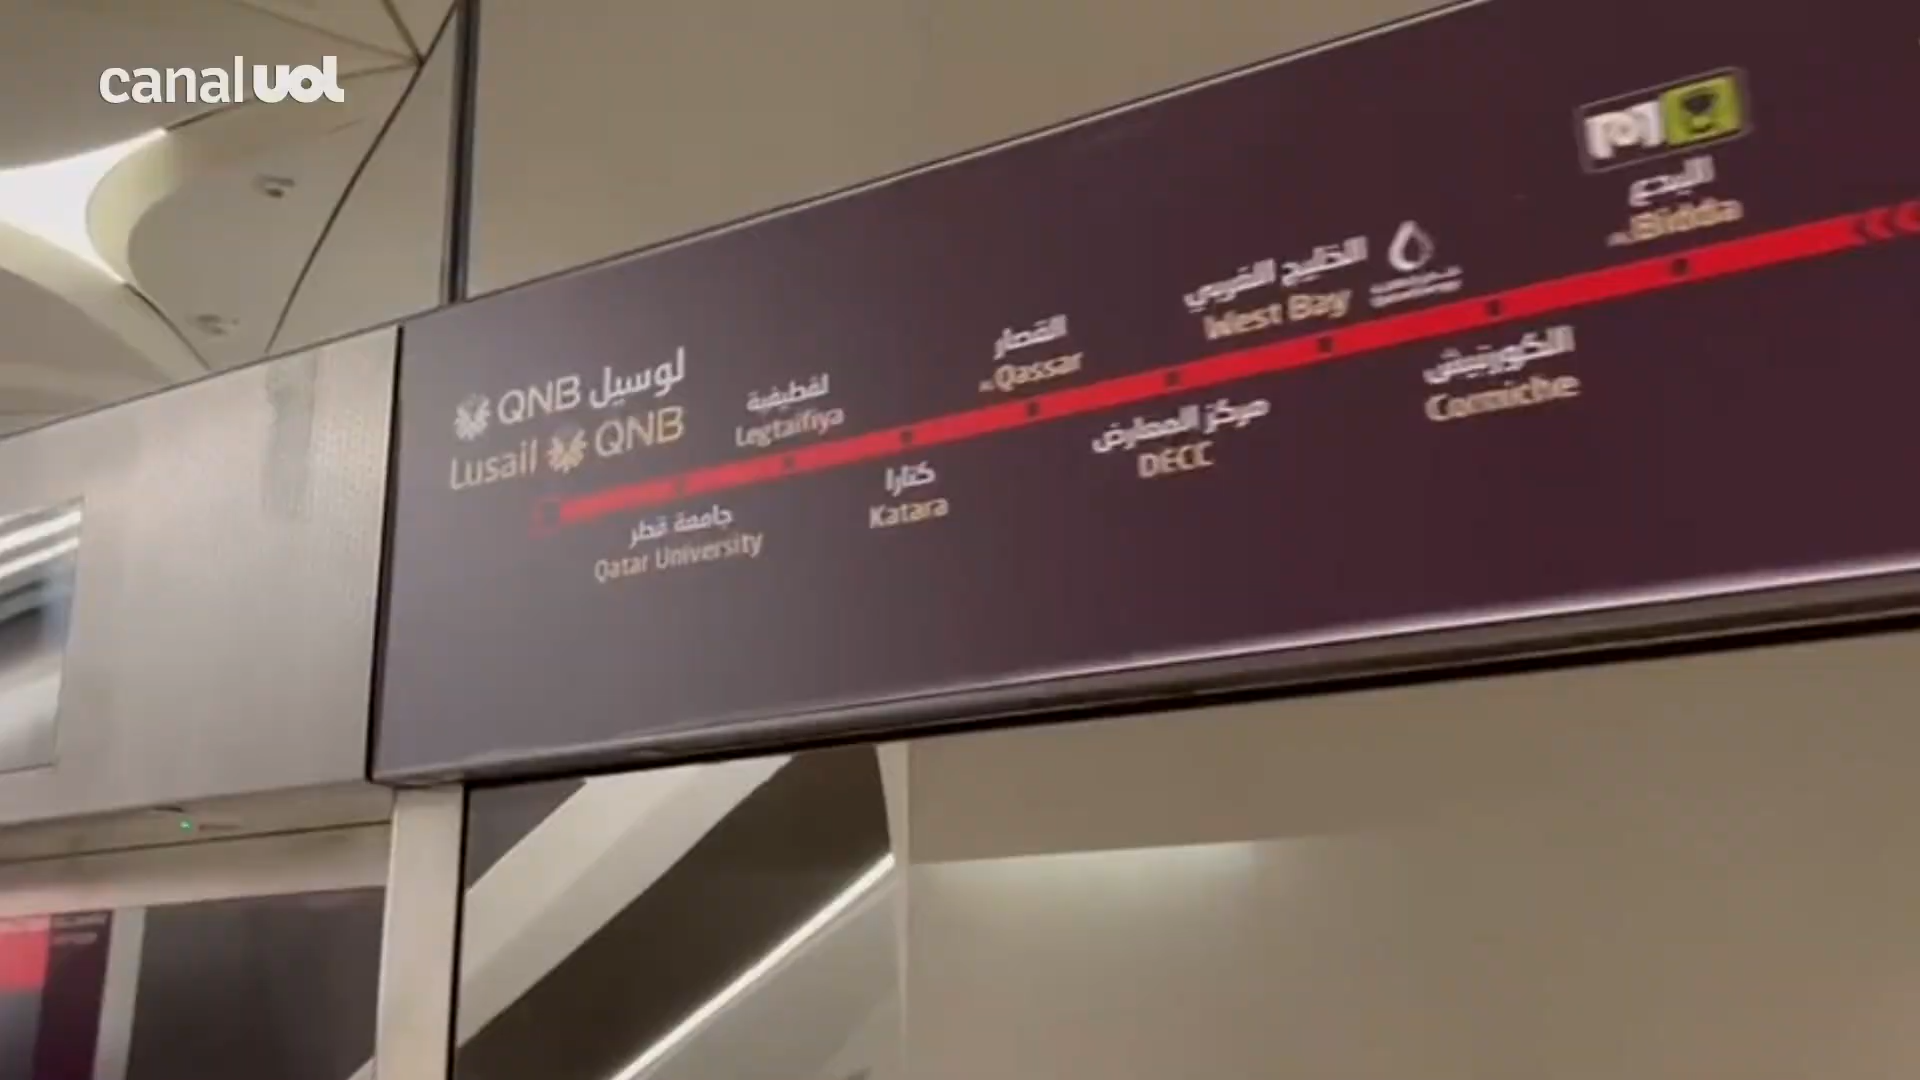 canal uol
لوسيل QNB
Lusail QNB
جامعة قطر
Qatar University
لقطيفية
Legtaifiya
كتارا
Katara
القصار
AL Qassar
مركز المعارض
DECC
الخليج الغربي
West Bay
الكورنيش
Corniche
البدع
AL Bidda